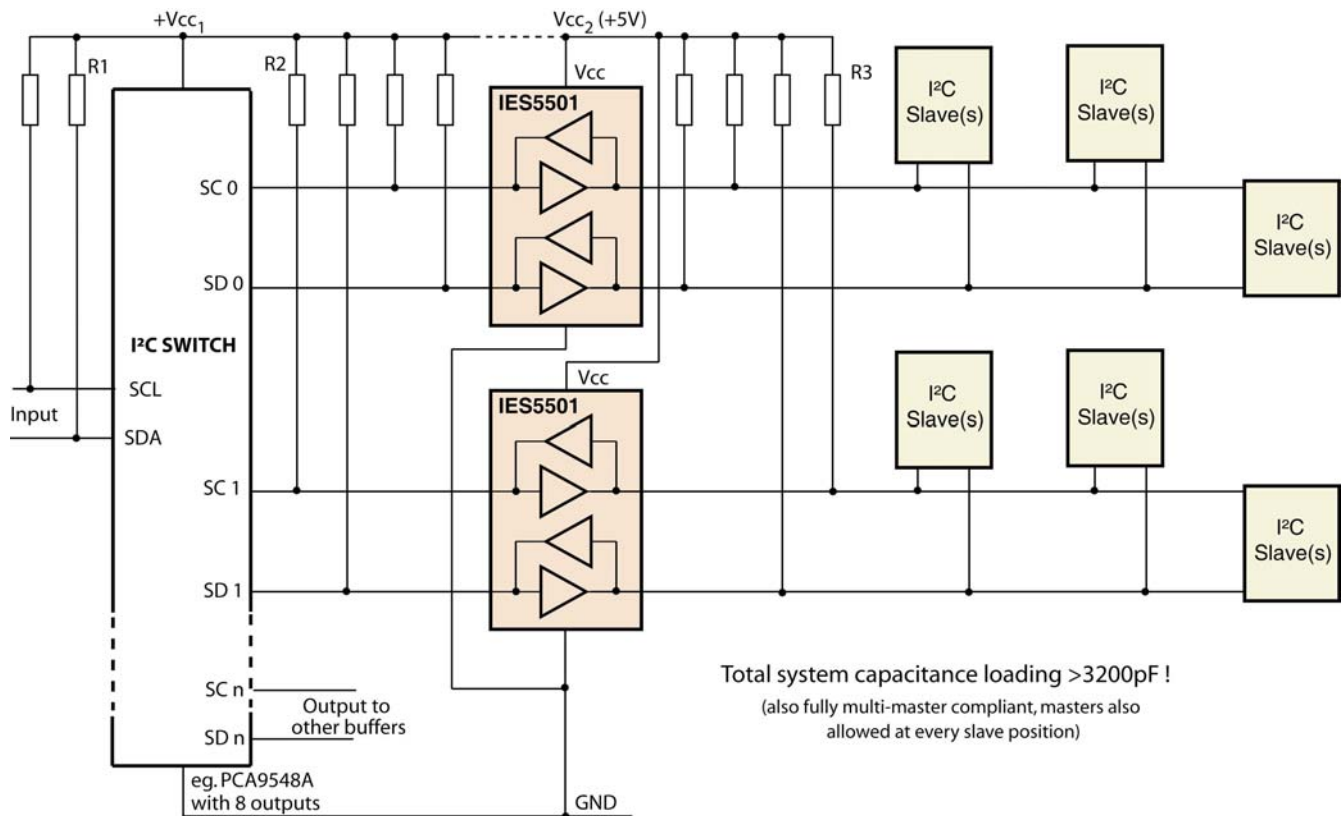 +Vcc1
Vcc2 (+5V)
R1
R2
R3
Vcc
IES5501
I²C
Slave(s)
I²C
Slave(s)
SC 0
I²C
Slave(s)
SD 0
I²C SWITCH
Vcc
IES5501
I²C
Slave(s)
I²C
Slave(s)
SCL
Input
SDA
SC 1
I²C
Slave(s)
SD 1
Total system capacitance loading >3200pF !
(also fully multi-master compliant, masters also
allowed at every slave position)
SC n
Output to
other buffers
SD n
eg. PCA9548A
with 8 outputs
GND